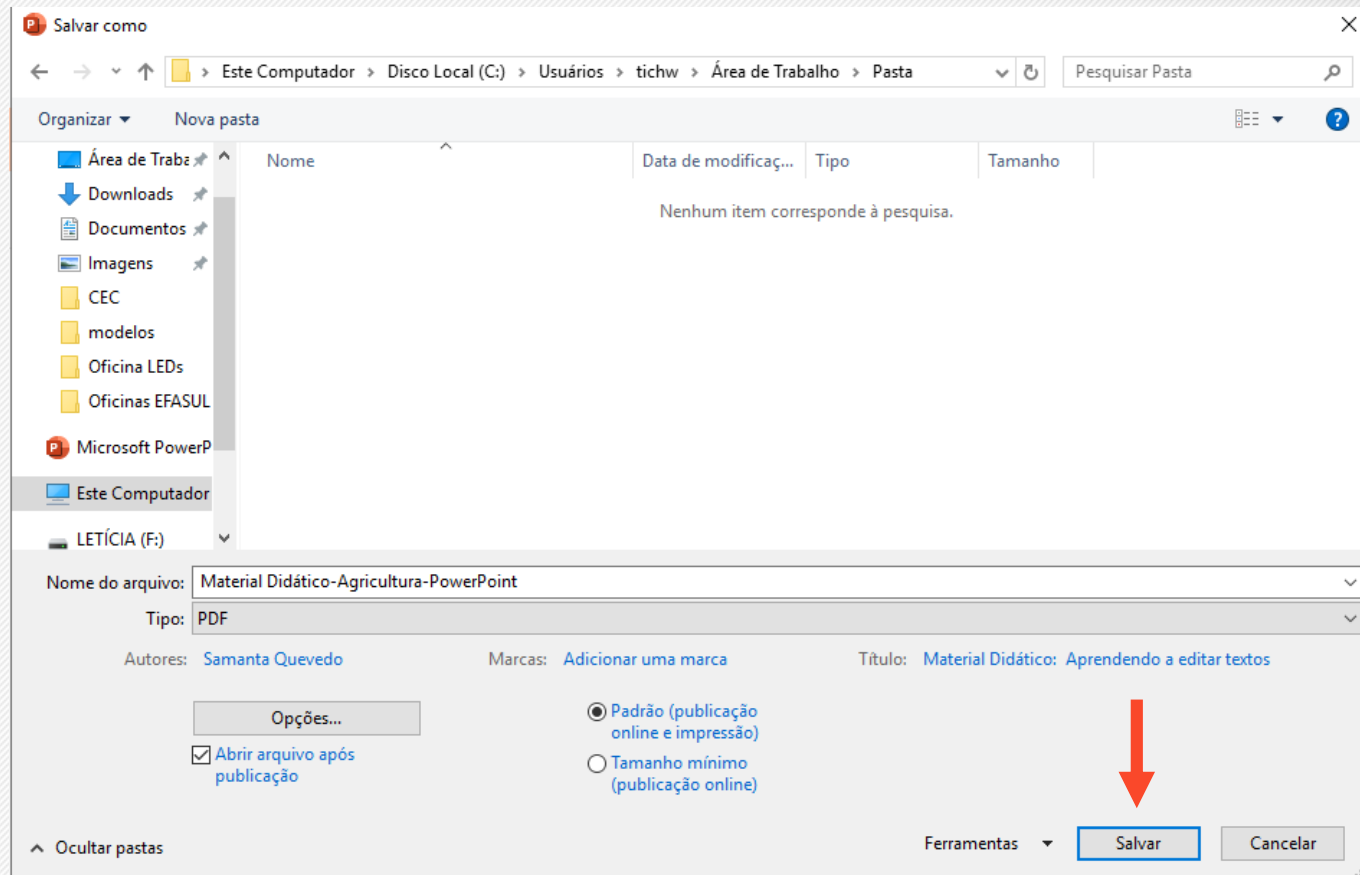 Salvar como
Este Computador > Disco Local (C:) > Usuários > tichw > Área de Trabalho > Pasta
Pesquisar Pasta
Organizar
Nova pasta
Nome
Data de modificaç...
Tipo
Tamanho
Nenhum item corresponde à pesquisa.
Área de Traba
Downloads
Documentos
Imagens
CEC
modelos
Oficina LEDs
Oficinas EFASUL
Microsoft PowerP
Este Computador
LETÍCIA (F:)
Nome do arquivo: Material Didático-Agricultura-PowerPoint
Tipo: PDF
Autores: Samanta Quevedo
Marcas: Adicionar uma marca
Título: Material Didático: Aprendendo a editar textos
Opções...
Abrir arquivo após
publicação
Padrão (publicação
online e impressão)
Tamanho mínimo
(publicação online)
Ocultar pastas
Ferramentas
Salvar
Cancelar